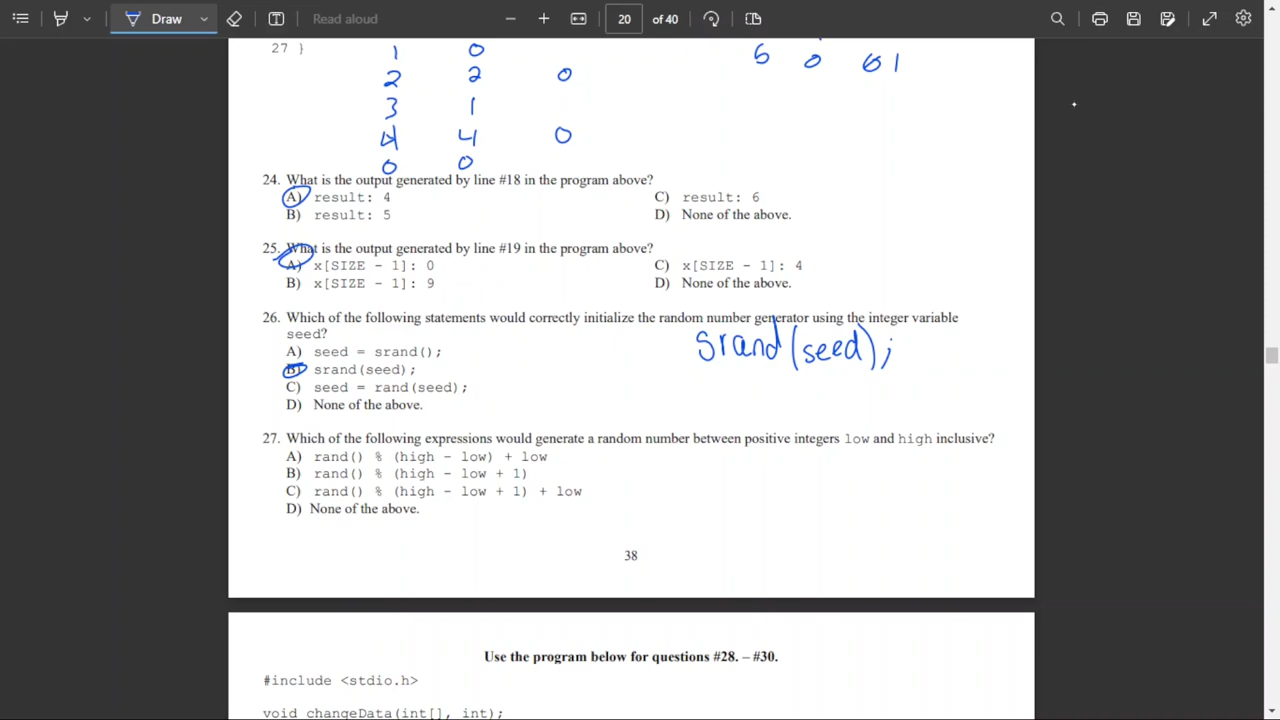 Draw
Read aloud
20 of 40
27 }
1 0 6 0 6 1
2 2 0
3 1
4 4 0
0 0
24. What is the output generated by line #18 in the program above?
A) result: 4 C) result: 6
B) result: 5 D) None of the above.
25. What is the output generated by line #19 in the program above?
A) x[SIZE - 1]: 0 C) x[SIZE - 1]: 4
B) x[SIZE - 1]: 9 D) None of the above.
26. Which of the following statements would correctly initialize the random number generator using the integer variable
seed?
srand(seed);
A) seed = srand();
B) srand(seed);
C) seed = rand(seed);
D) None of the above.
27. Which of the following expressions would generate a random number between positive integers low and high inclusive?
A) rand() % (high - low) + low
B) rand() % (high - low + 1)
C) rand() % (high - low + 1) + low
D) None of the above.
38
Use the program below for questions #28. – #30.
#include <stdio.h>
void changeData(int[], int);